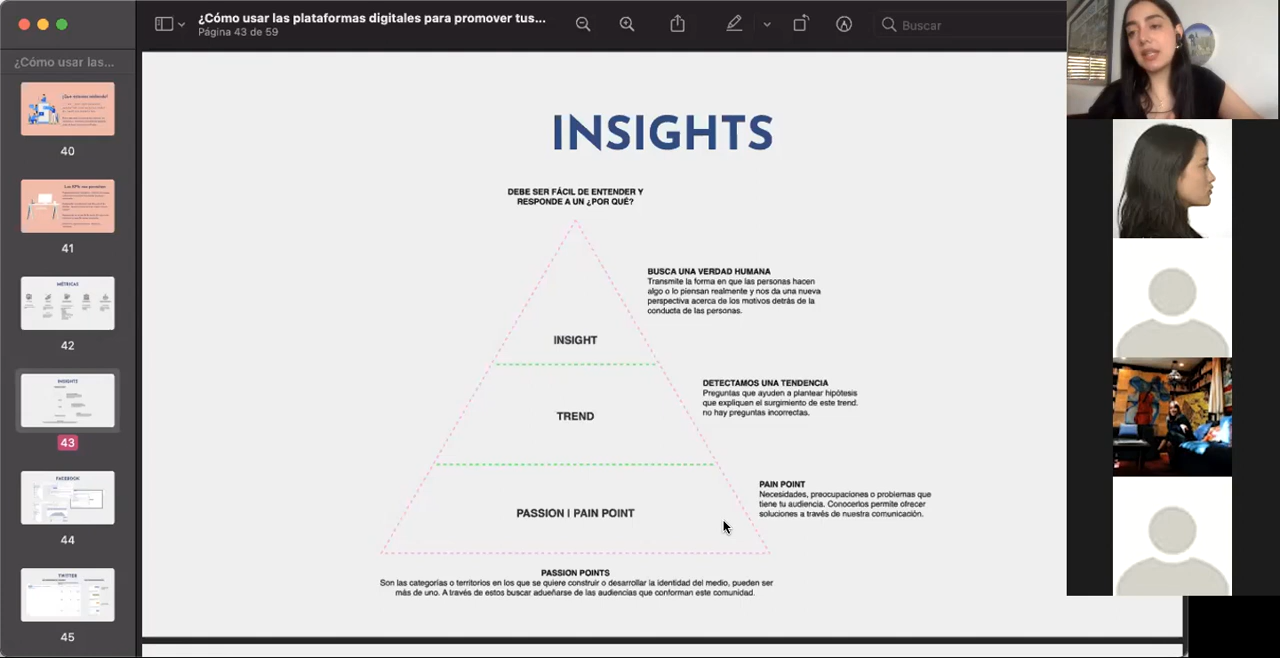 ¿Cómo usar las plataformas digitales para promover tus...
Página 43 de 59
Buscar
¿Cómo usar las...
40
Los KPIs nos permiten:
41
MÉTRICAS
42
INSIGHTS
43
FACEBOOK
44
TWITTER
45
INSIGHTS
DEBE SER FÁCIL DE ENTENDER Y
RESPONDE A UN ¿POR QUÉ?
BUSCA UNA VERDAD HUMANA
Transmite la forma en que las personas hacen
algo o lo piensan realmente y nos da una nueva
perspectiva acerca de los motivos detrás de la
conducta de las personas.
INSIGHT
DETECTAMOS UNA TENDENCIA
Preguntas que ayuden a plantear hipótesis
que expliquen el surgimiento de este trend.
no hay preguntas incorrectas.
TREND
PAIN POINT
Necesidades, preocupaciones o problemas que
tiene tu audiencia. Conocerlos permite ofrecer
soluciones a través de nuestra comunicación.
PASSION | PAIN POINT
PASSION POINTS
Son las categorías o territorios en los que se quiere construir o desarrollar la identidad del medio, pueden ser
más de uno. A través de estos buscar adueñarse de las audiencias que conforman este comunidad.